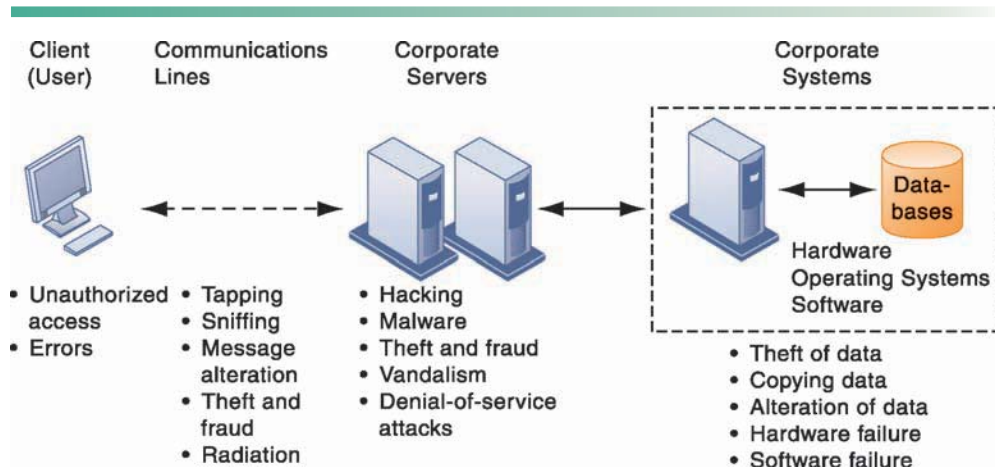 Client
(User)
Communications
Lines
Corporate
Servers
Corporate
Systems
Data-
bases
Hardware
Operating Systems
Software
• Unauthorized
access
• Errors
• Tapping
• Sniffing
• Message
alteration
• Theft and
fraud
• Radiation
• Hacking
• Malware
• Theft and fraud
• Vandalism
• Denial-of-service
attacks
• Theft of data
• Copying data
• Alteration of data
• Hardware failure
• Software failure